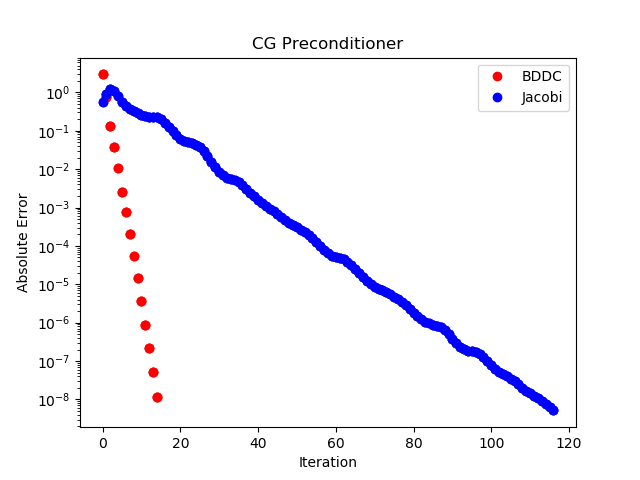 CG Preconditioner
BDDC
Jacobi
Absolute Error
10⁰
10⁻¹
10⁻²
10⁻³
10⁻⁴
10⁻⁵
10⁻⁶
10⁻⁷
10⁻⁸
0 20 40 60 80 100 120
Iteration